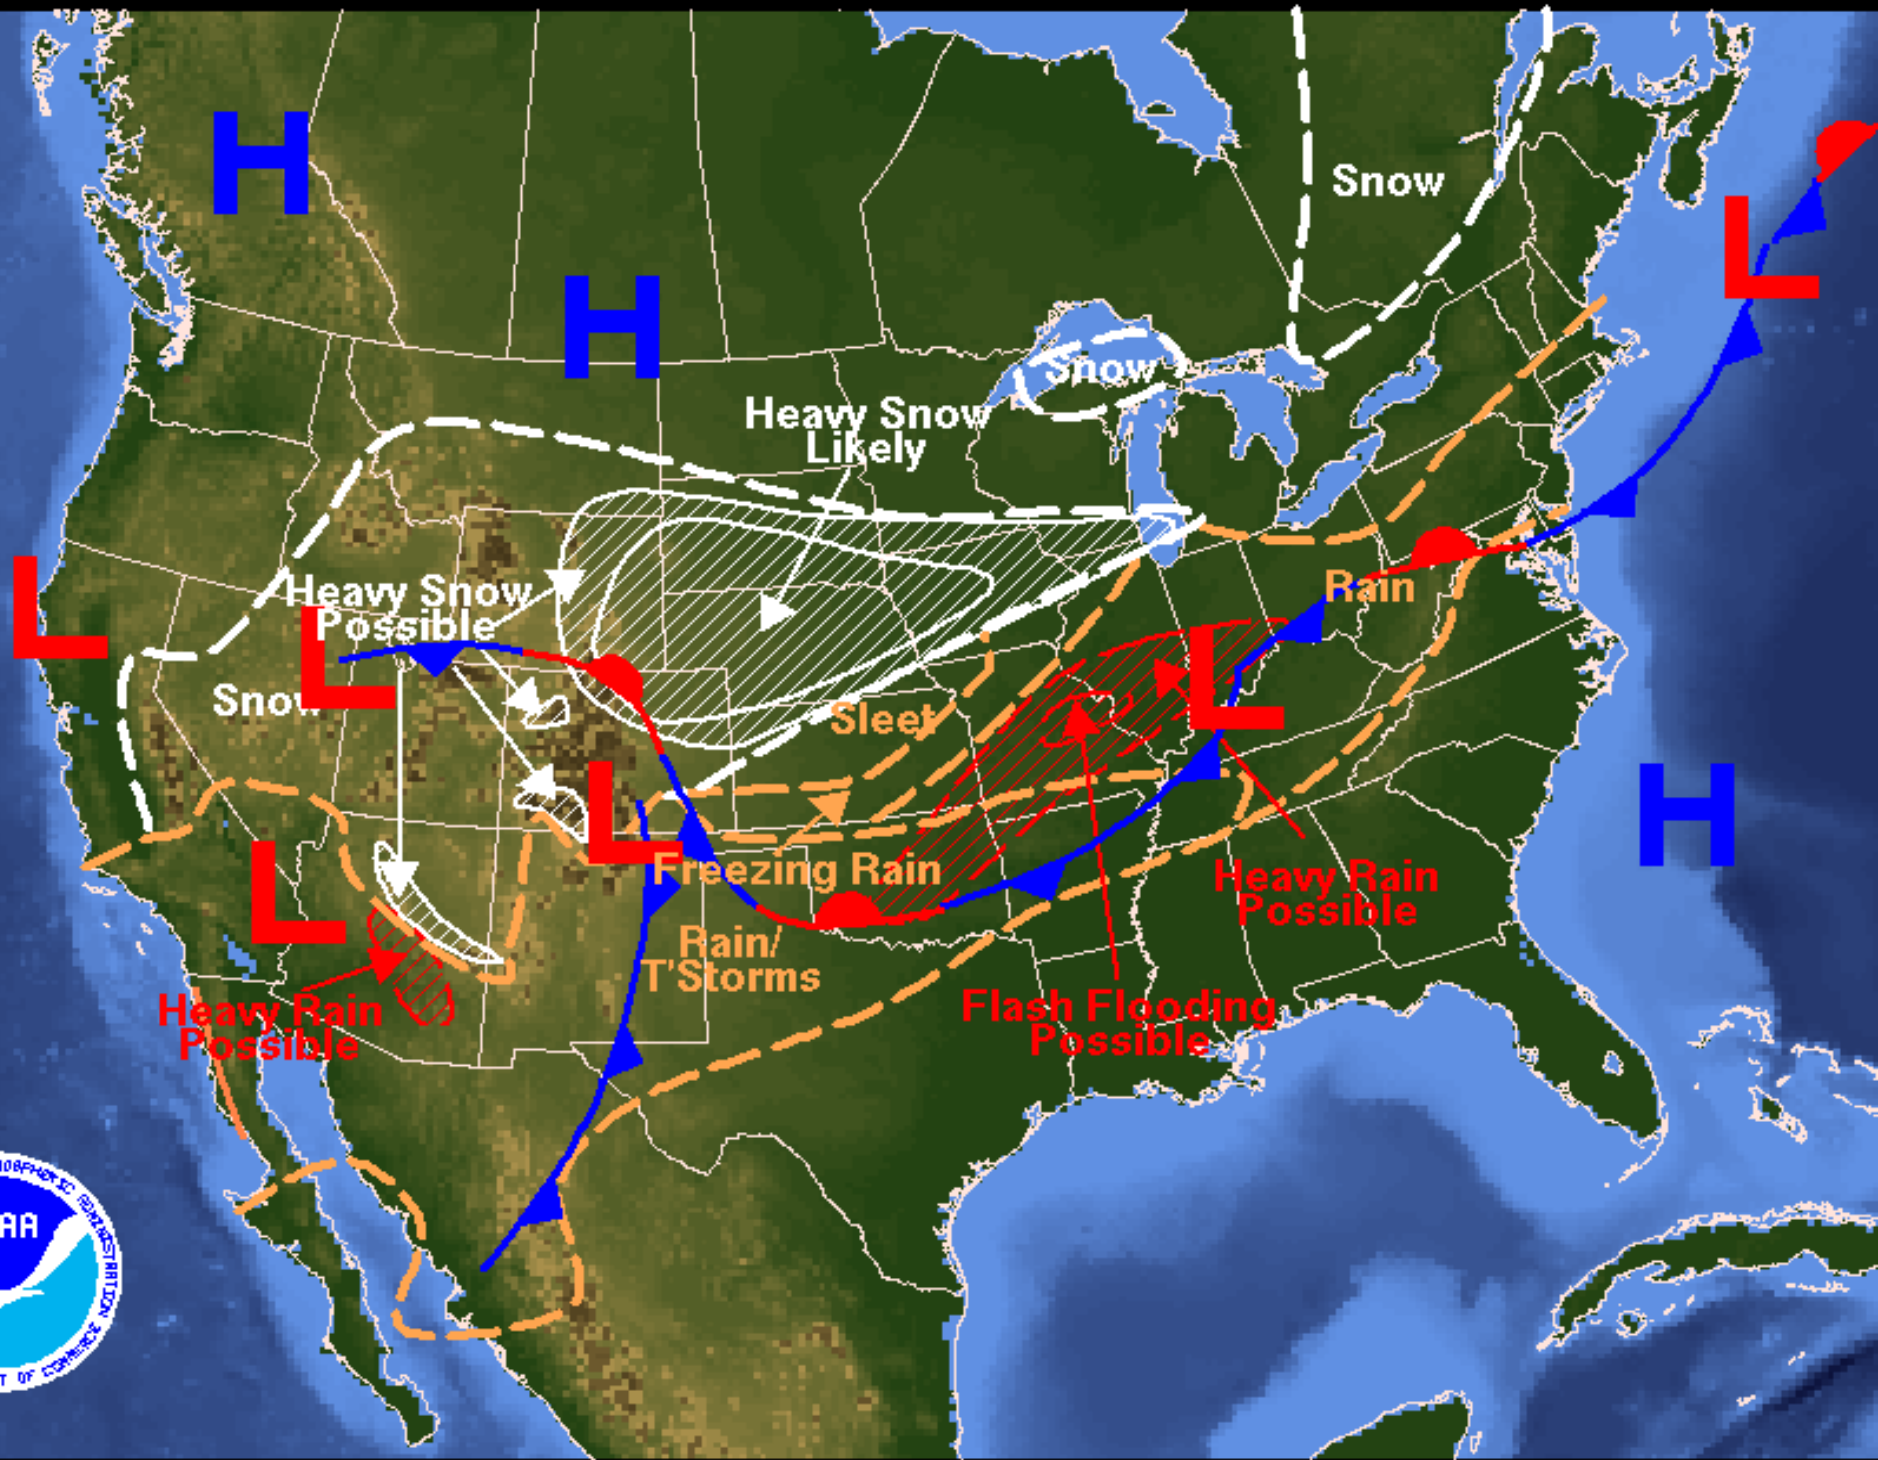 H
Snow
L
H
Snow
Heavy Snow
Likely
L
Heavy Snow
Possible
L
Rain
Snow
L
Sleet
L
H
L
Freezing Rain
Heavy Rain
Possible
Rain/
T'Storms
Heavy Rain
Possible
Flash Flooding
Possible
AA